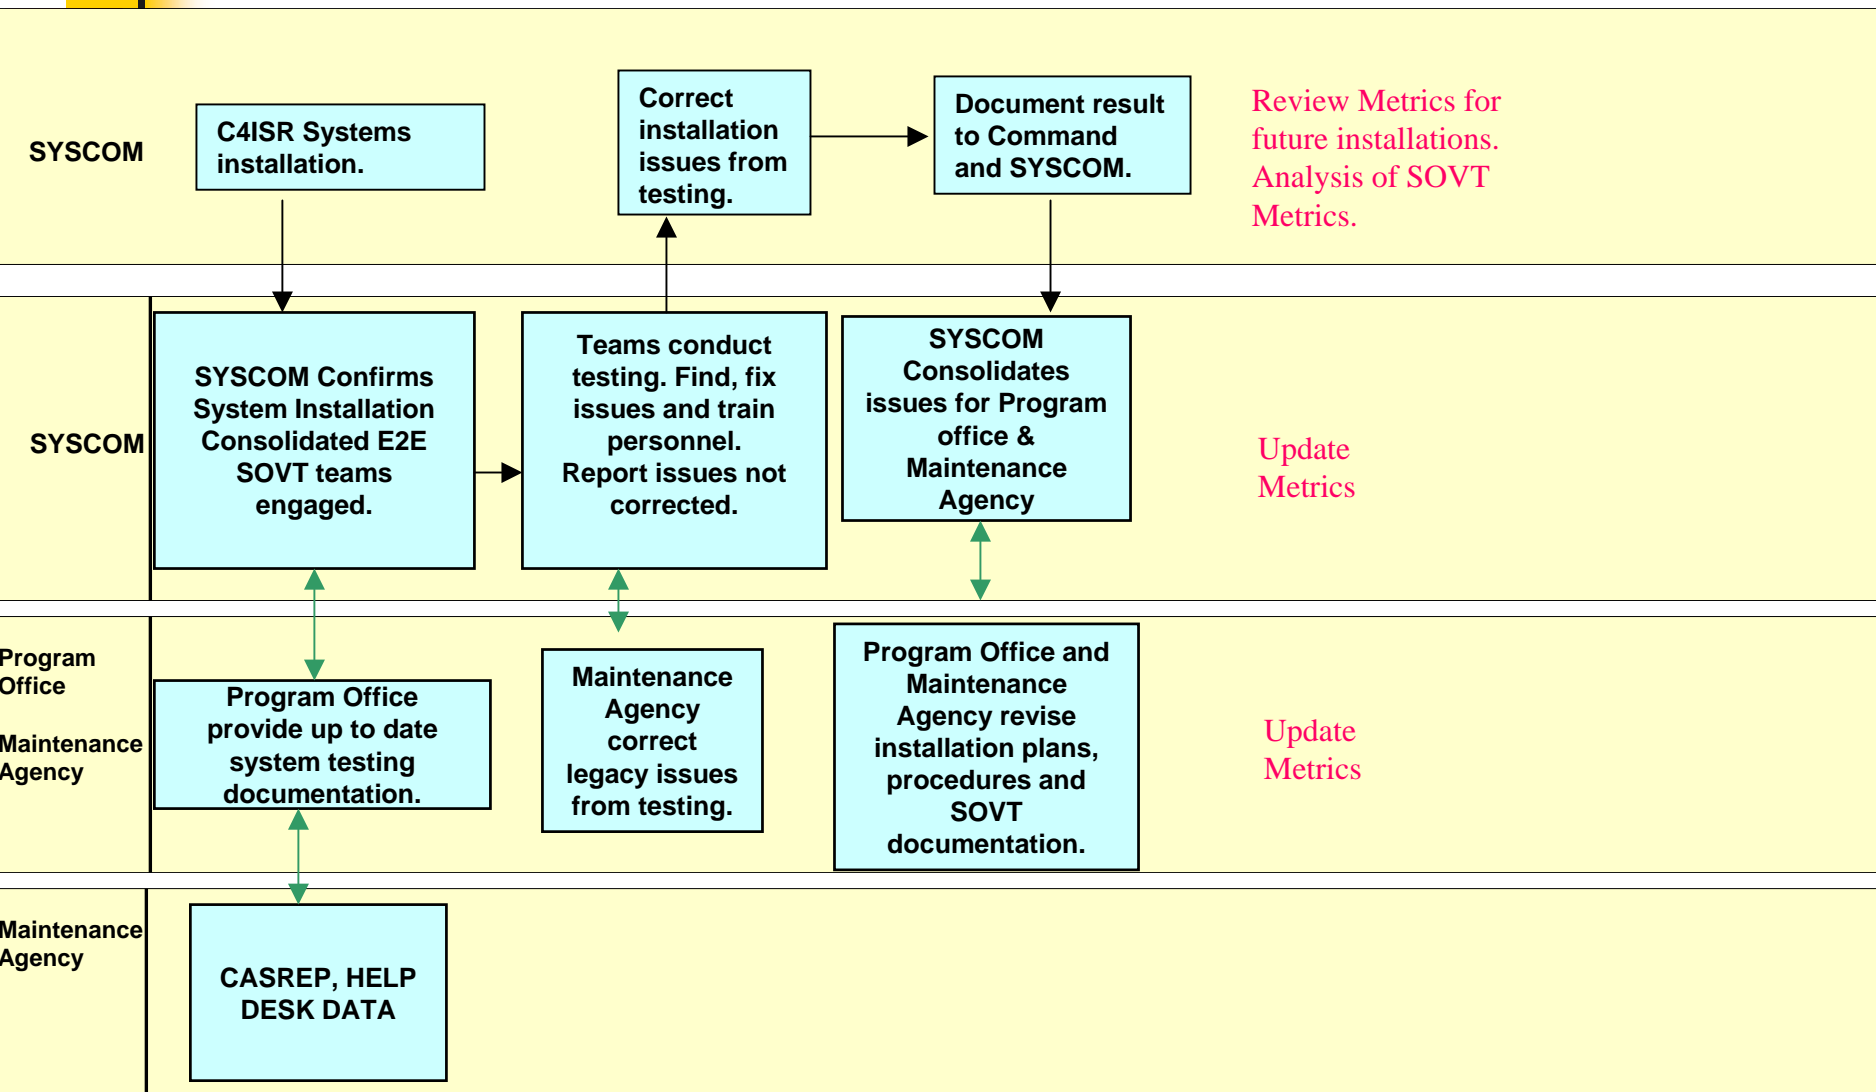 SYSCOM
C4ISR Systems
installation.
Correct
installation
issues from
testing.
Document result
to Command
and SYSCOM.
Review Metrics for
future installations.
Analysis of SOVT
Metrics.
SYSCOM
SYSCOM Confirms
System Installation
Consolidated E2E
SOVT teams
engaged.
Teams conduct
testing. Find, fix
issues and train
personnel.
Report issues not
corrected.
SYSCOM
Consolidates
issues for Program
office &
Maintenance
Agency
Update
Metrics
Program
Office
Maintenance
Agency
Program Office
provide up to date
system testing
documentation.
Maintenance
Agency
correct
legacy issues
from testing.
Program Office and
Maintenance
Agency revise
installation plans,
procedures and
SOVT
documentation.
Update
Metrics
Maintenance
Agency
CASREP, HELP
DESK DATA